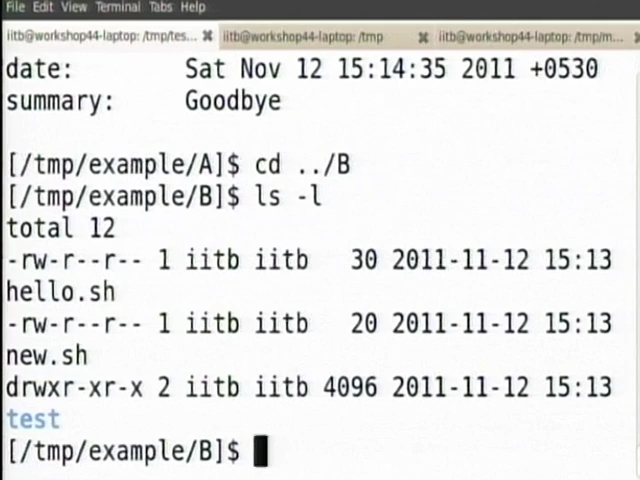 File Edit View Terminal Tabs Help
iitb@workshop44-laptop: /tmp/tes... iitb@workshop44-laptop: /tmp iitb@workshop44-laptop: /tmp/m...
date: Sat Nov 12 15:14:35 2011 +0530
summary: Goodbye
[/tmp/example/A]$ cd ../B
[/tmp/example/B]$ ls -l
total 12
-rw-r--r-- 1 iitb iitb 30 2011-11-12 15:13
hello.sh
-rw-r--r-- 1 iitb iitb 20 2011-11-12 15:13
new.sh
drwxr-xr-x 2 iitb iitb 4096 2011-11-12 15:13
test
[/tmp/example/B]$